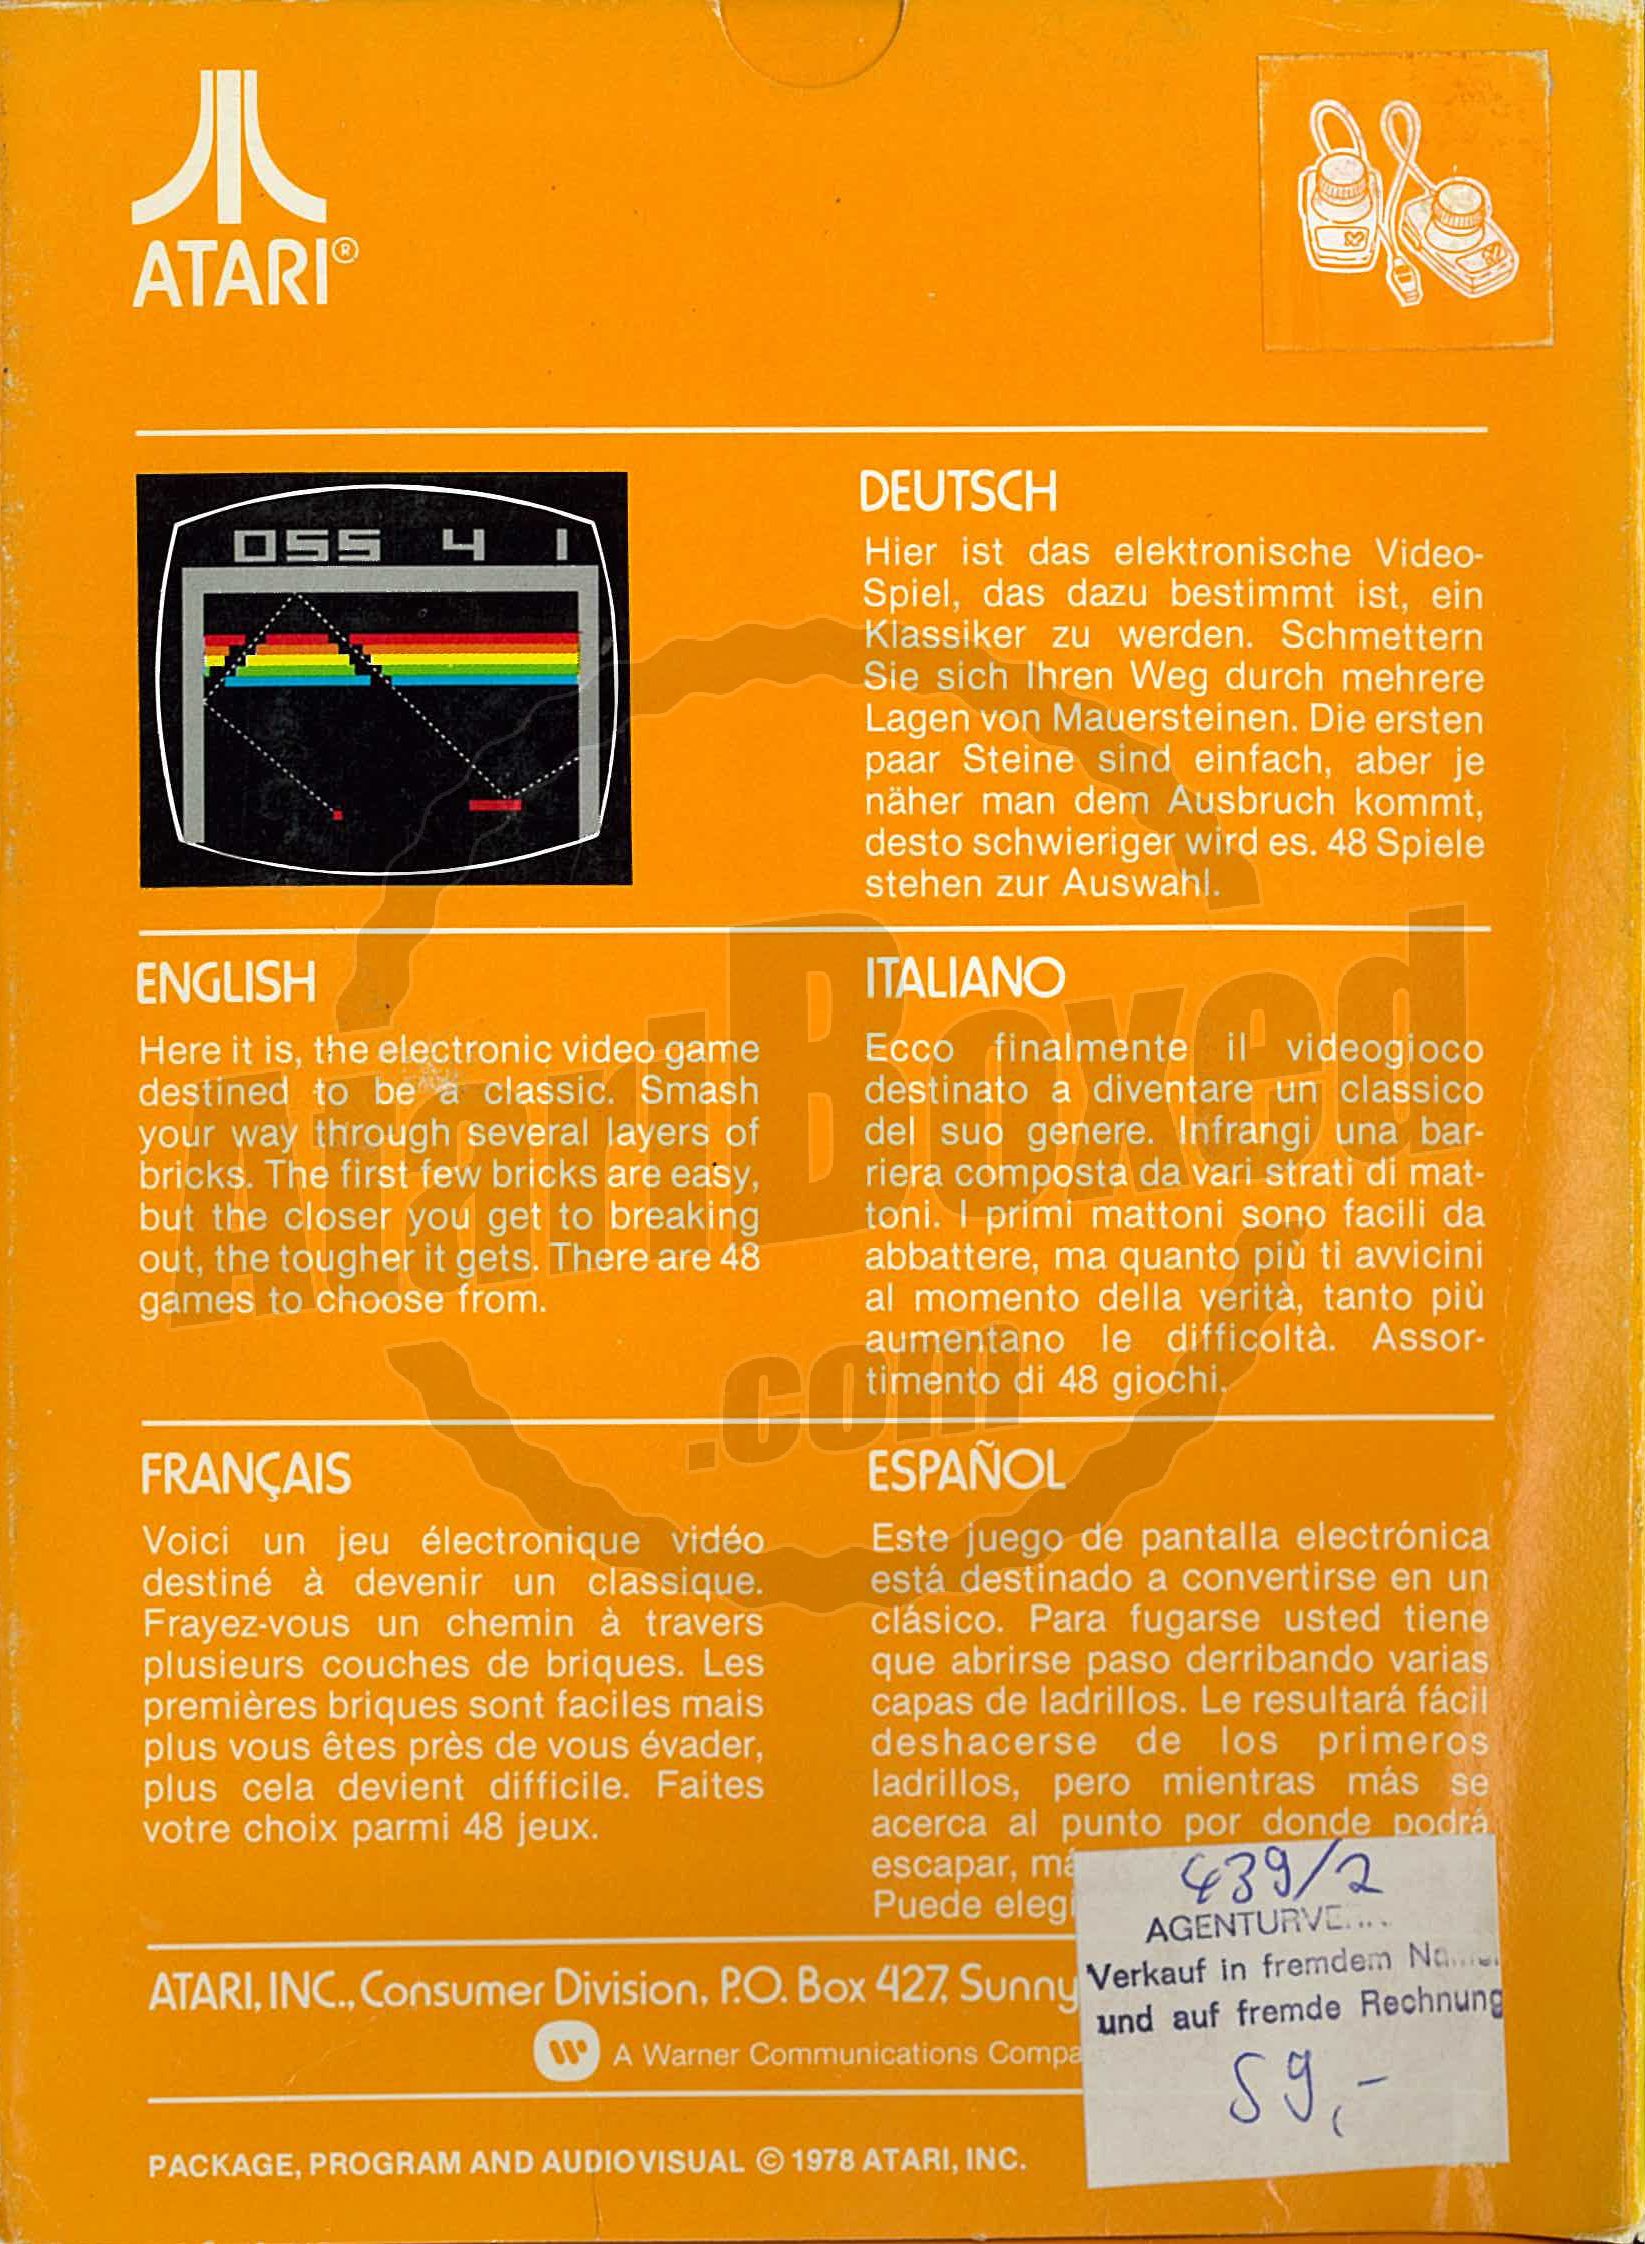 ATARI®
055 4 1
DEUTSCH
Hier ist das elektronische Video-
Spiel, das dazu bestimmt ist, ein
Klassiker zu werden. Schmettern
Sie sich Ihren Weg durch mehrere
Lagen von Mauersteinen. Die ersten
paar Steine sind einfach, aber je
näher man dem Ausbruch kommt,
desto schwieriger wird es. 48 Spiele
stehen zur Auswahl.
ENGLISH
Here it is, the electronic video game
destined to be a classic. Smash
your way through several layers of
bricks. The first few bricks are easy,
but the closer you get to breaking
out, the tougher it gets. There are 48
games to choose from.
ITALIANO
Ecco finalmente il videogioco
destinato a diventare un classico
del suo genere. Infrangi una bar-
riera composta da vari strati di mat-
toni. I primi mattoni sono facili da
abbattere, ma quanto più ti avvicini
al momento della verità, tanto più
aumentano le difficoltà. Assor-
timento di 48 giochi.
FRANÇAIS
Voici un jeu électronique vidéo
destiné à devenir un classique.
Frayez-vous un chemin à travers
plusieurs couches de briques. Les
premières briques sont faciles mais
plus vous êtes près de vous évader,
plus cela devient difficile. Faites
votre choix parmi 48 jeux.
ESPAÑOL
Este juego de pantalla electrónica
está destinado a convertirse en un
clásico. Para fugarse usted tiene
que abrirse paso derribando varias
capas de ladrillos. Le resultará fácil
deshacerse de los primeros
ladrillos, pero mientras más se
acerca al punto por donde podrá
escapar,
Puede
439/2
Verkauf in fremdem
und auf fremde Rechnung
59,-
ATARI, INC., Consumer Division, P.O. Box 427,
A Warner Communications
PACKAGE, PROGRAM AND AUDIOVISUAL © 1978 ATARI, INC.
AtariBoxed
.com